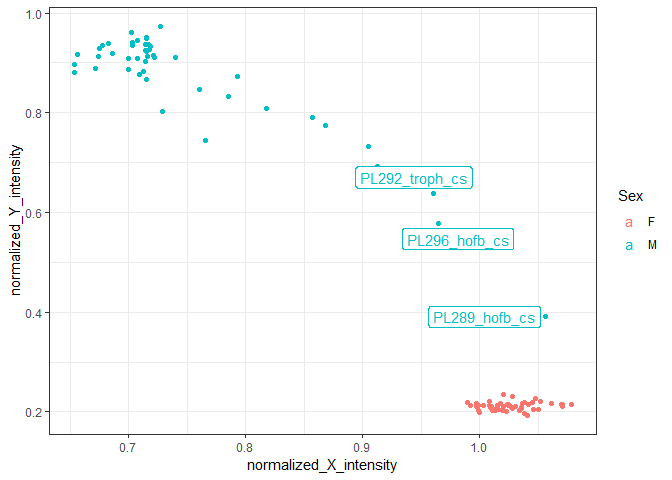 1.0
0.8
0.6
0.4
0.2
normalized_Y_intensity
PL292_troph_cs
PL296_hofb_cs
PL289_hofb_cs
0.7
0.8
0.9
1.0
normalized_X_intensity
Sex
a F
a M